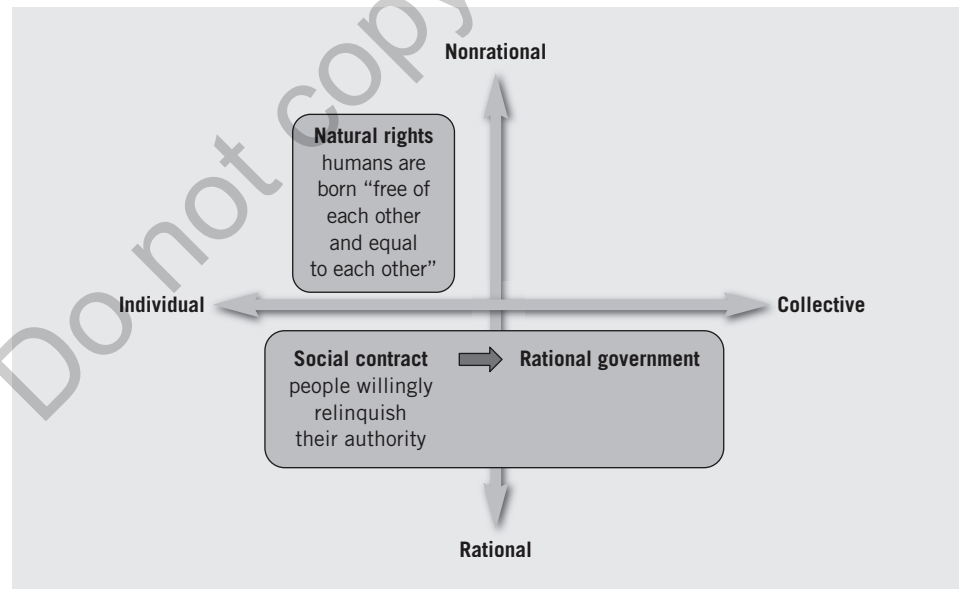 Do not copy
Nonrational
Natural rights
humans are
born “free of
each other
and equal
to each other”
Individual
Collective
Social contract
people willingly
relinquish
their authority
Rational government
Rational